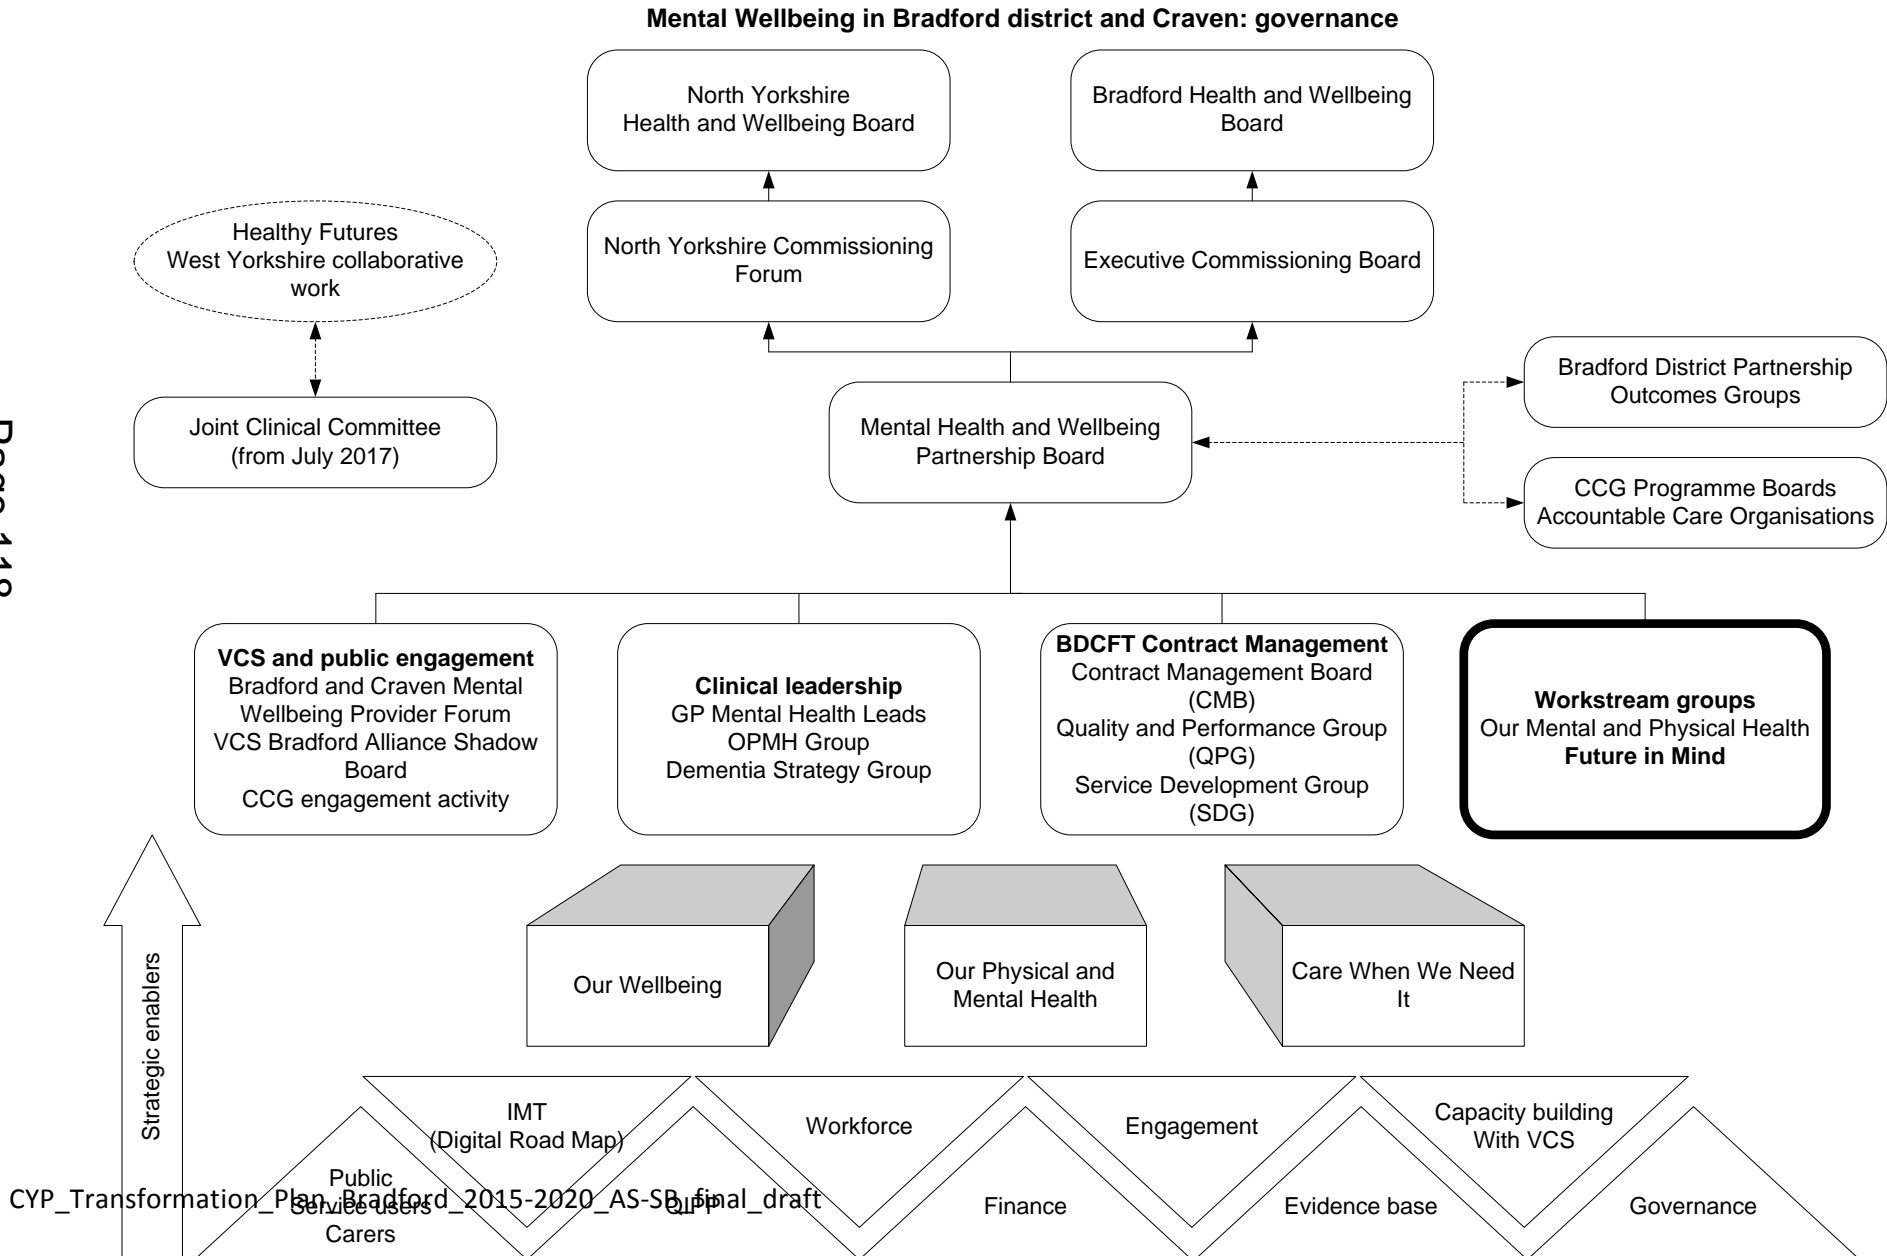 Mental Wellbeing in Bradford district and Craven: governance
North Yorkshire
Health and Wellbeing Board
Bradford Health and Wellbeing
Board
Healthy Futures
West Yorkshire collaborative
work
North Yorkshire Commissioning
Forum
Executive Commissioning Board
Joint Clinical Committee
(from July 2017)
Mental Health and Wellbeing
Partnership Board
Bradford District Partnership
Outcomes Groups
CCG Programme Boards
Accountable Care Organisations
Page 118
VCS and public engagement
Bradford and Craven Mental
Wellbeing Provider Forum
VCS Bradford Alliance Shadow
Board
CCG engagement activity
Clinical leadership
GP Mental Health Leads
OPMH Group
Dementia Strategy Group
BDCFT Contract Management
Contract Management Board
(CMB)
Quality and Performance Group
(QPG)
Service Development Group
(SDG)
Workstream groups
Our Mental and Physical Health
Future in Mind
Strategic enablers
Our Wellbeing
Our Physical and
Mental Health
Care When We Need
It
IMT
(Digital Road Map)
Workforce
Engagement
Capacity building
With VCS
Public
Service users
Carers
QIPP
Finance
Evidence base
Governance
CYP_Transformation_Plan_Bradford_2015-2020_AS-SB_final_draft